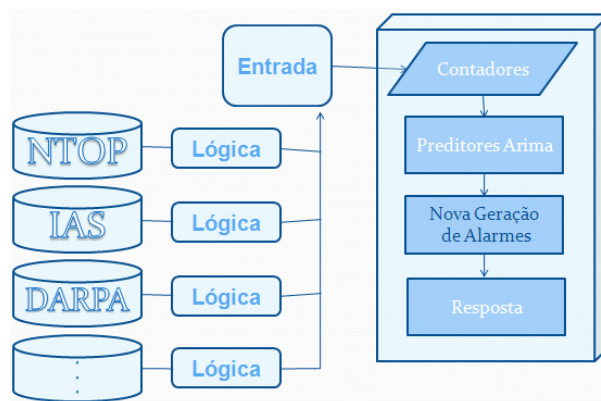 Entrada
Contadores
NTOP
Lógica
Preditores Arima
IAS
Lógica
Nova Geração
de Alarmes
DARPA
Lógica
Resposta
.
.
.
Lógica